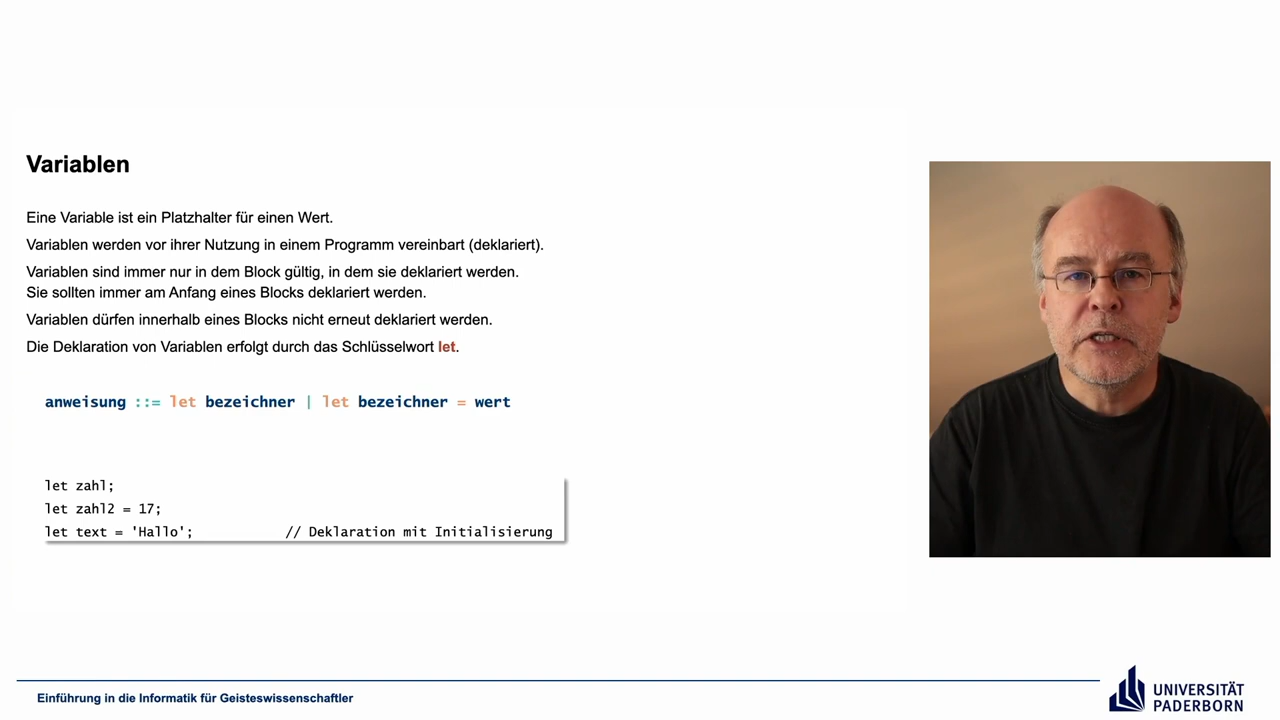 Variablen
Eine Variable ist ein Platzhalter für einen Wert.
Variablen werden vor ihrer Nutzung in einem Programm vereinbart (deklariert).
Variablen sind immer nur in dem Block gültig, in dem sie deklariert werden.
Sie sollten immer am Anfang eines Blocks deklariert werden.
Variablen dürfen innerhalb eines Blocks nicht erneut deklariert werden.
Die Deklaration von Variablen erfolgt durch das Schlüsselwort let.
anweisung ::= let bezeichner | let bezeichner = wert
let zahl;
let zahl2 = 17;
let text = 'Hallo'; // Deklaration mit Initialisierung
Einführung in die Informatik für Geisteswissenschaftler
UNIVERSITÄT
PADERBORN